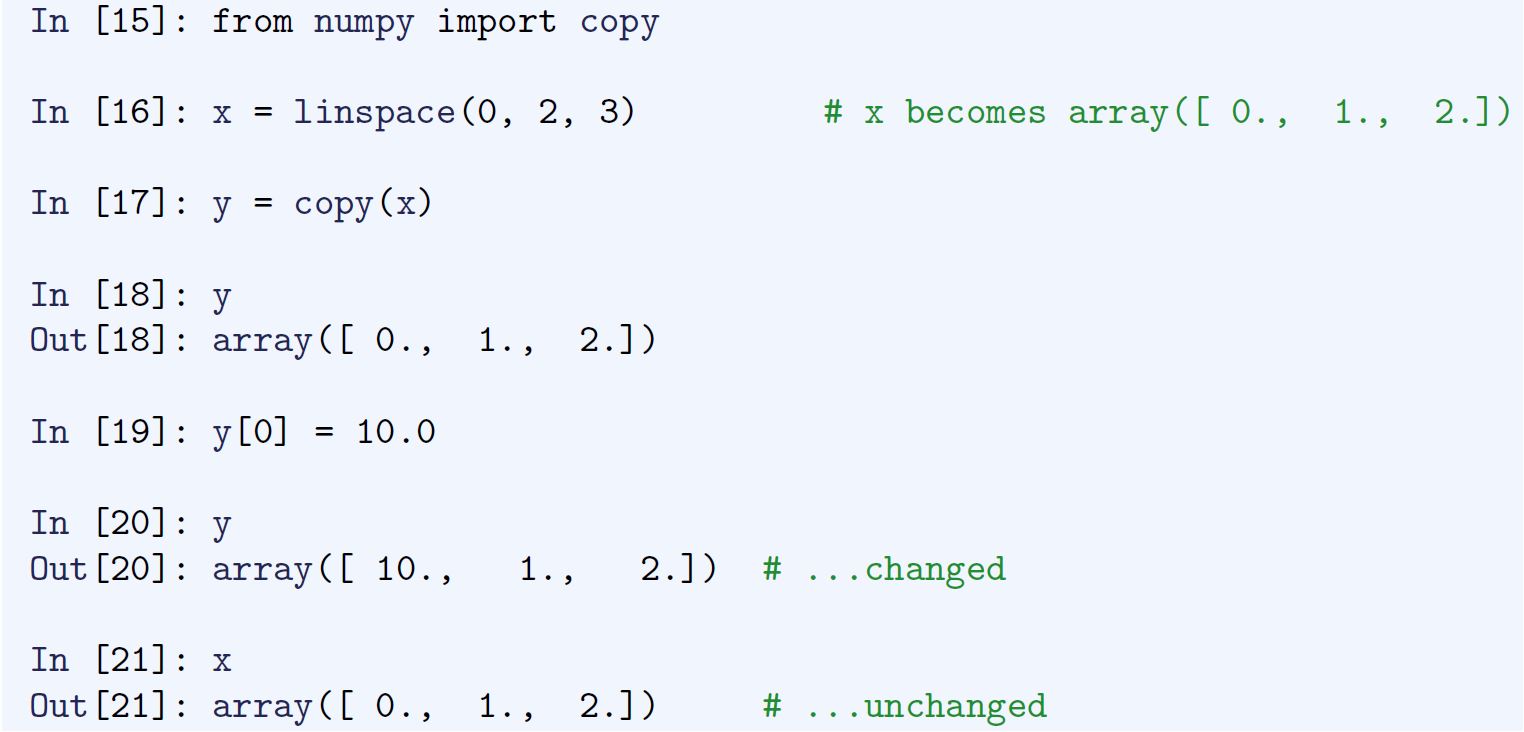 In [15]: from numpy import copy
In [16]: x = linspace(0, 2, 3)         # x becomes array([ 0.,  1.,  2.])
In [17]: y = copy(x)
In [18]: y
Out[18]: array([ 0.,  1.,  2.])
In [19]: y[0] = 10.0
In [20]: y
Out[20]: array([ 10.,   1.,   2.])  # ...changed
In [21]: x
Out[21]: array([ 0.,  1.,  2.])     # ...unchanged